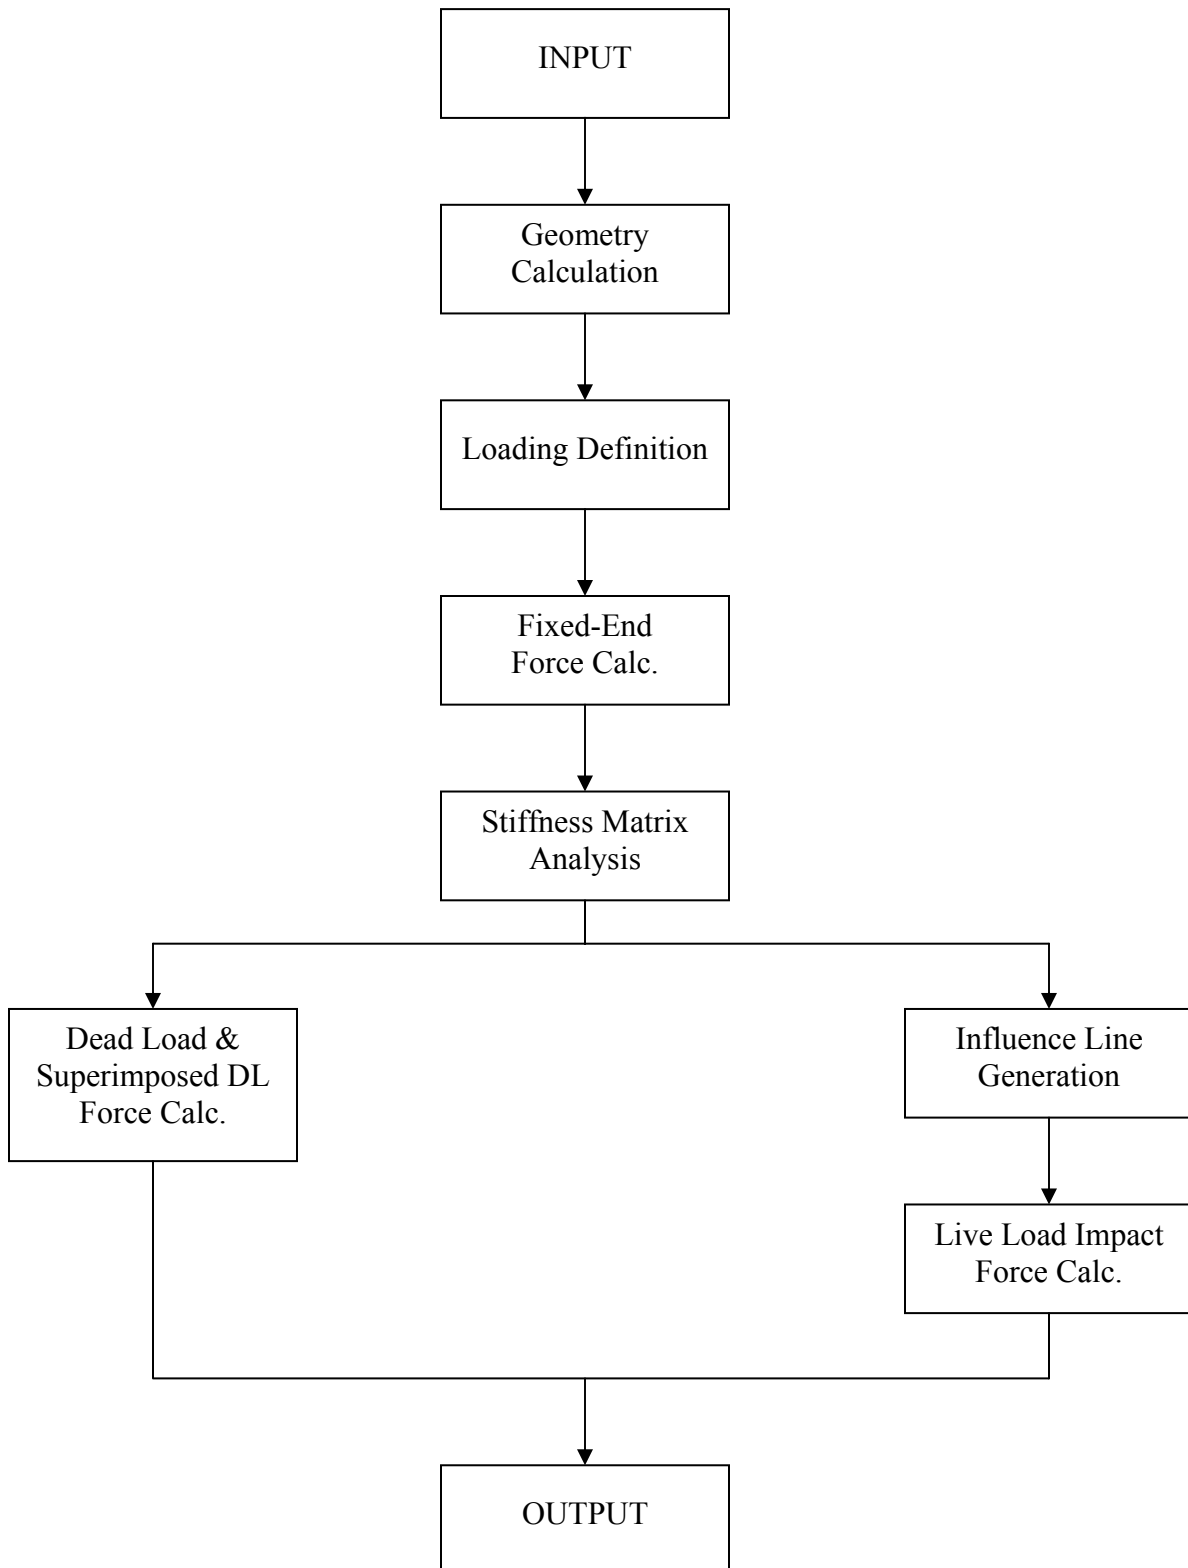 INPUT
Geometry
Calculation
Loading Definition
Fixed-End
Force Calc.
Stiffness Matrix
Analysis
Dead Load &
Superimposed DL
Force Calc.
Influence Line
Generation
Live Load Impact
Force Calc.
OUTPUT